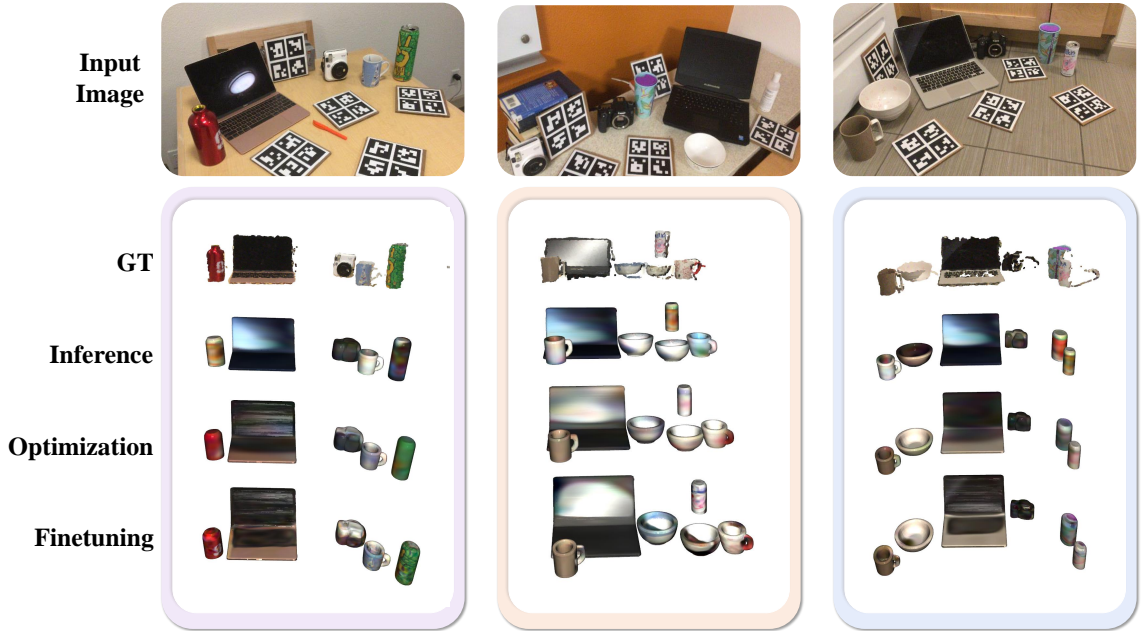 Input
Image
GT
Inference
Optimization
Finetuning